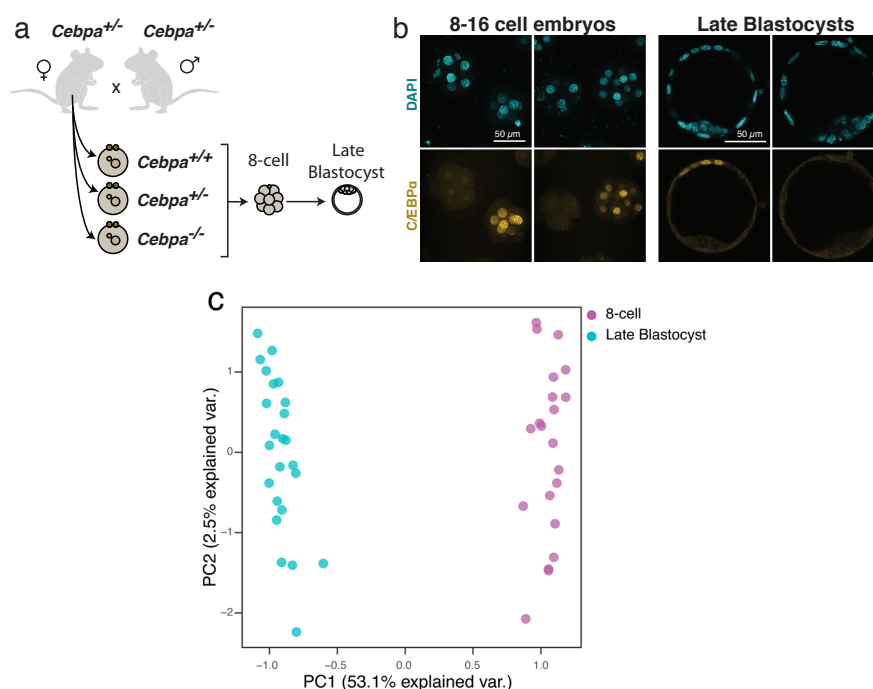 a
Cebpa+/- Cebpa+/-
♀ x ♂
Cebpa+/+
Cebpa+/-
Cebpa-/-
8-cell
Late
Blastocyst
b
8-16 cell embryos
Late Blastocysts
DAPI
50 µm
50 µm
C/EBPα
c
8-cell
Late Blastocyst
PC2 (2.5% explained var.)
1
0
−1
−2
−1.0 −0.5 0.0 0.5 1.0
PC1 (53.1% explained var.)